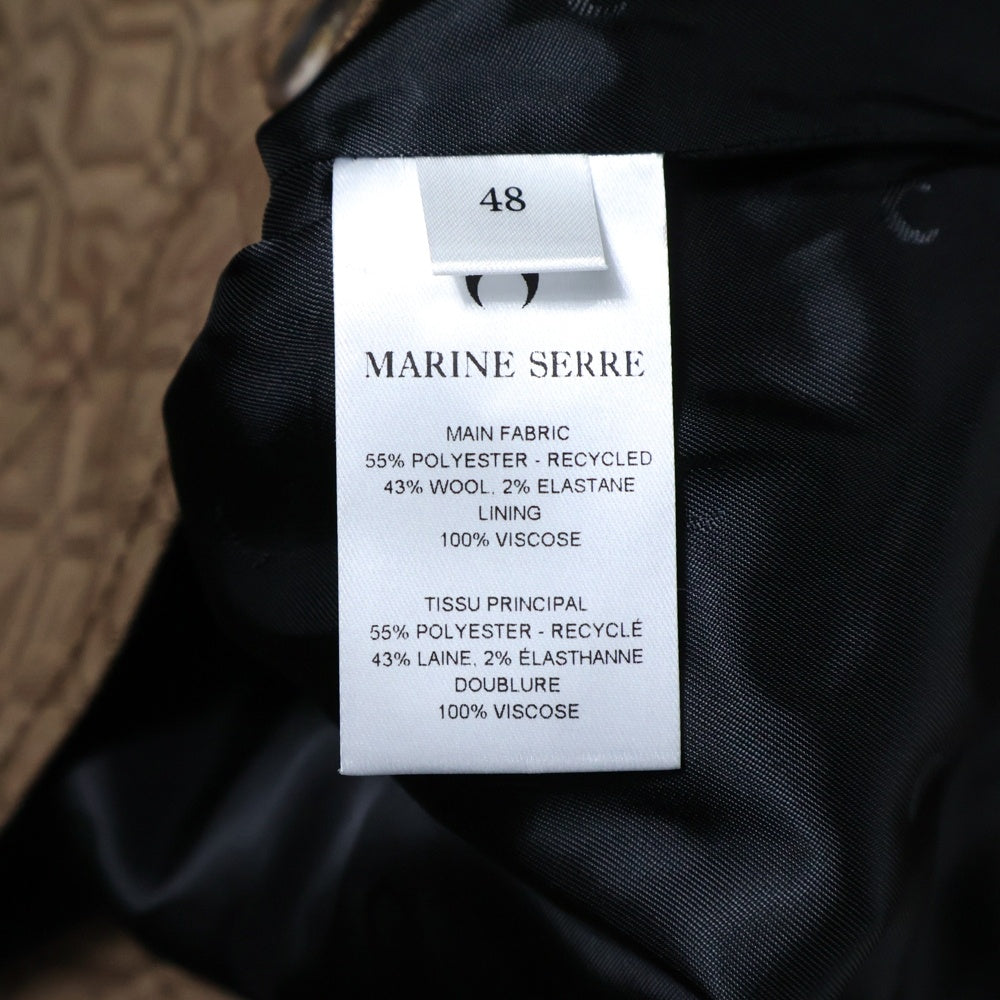 48
MARINE SERRE
MAIN FABRIC
55% POLYESTER - RECYCLED
43% WOOL, 2% ELASTANE
LINING
100% VISCOSE
TISSU PRINCIPAL
55% POLYESTER - RECYCLÉ
43% LAINE, 2% ÉLASTHANNE
DOUBLURE
100% VISCOSE